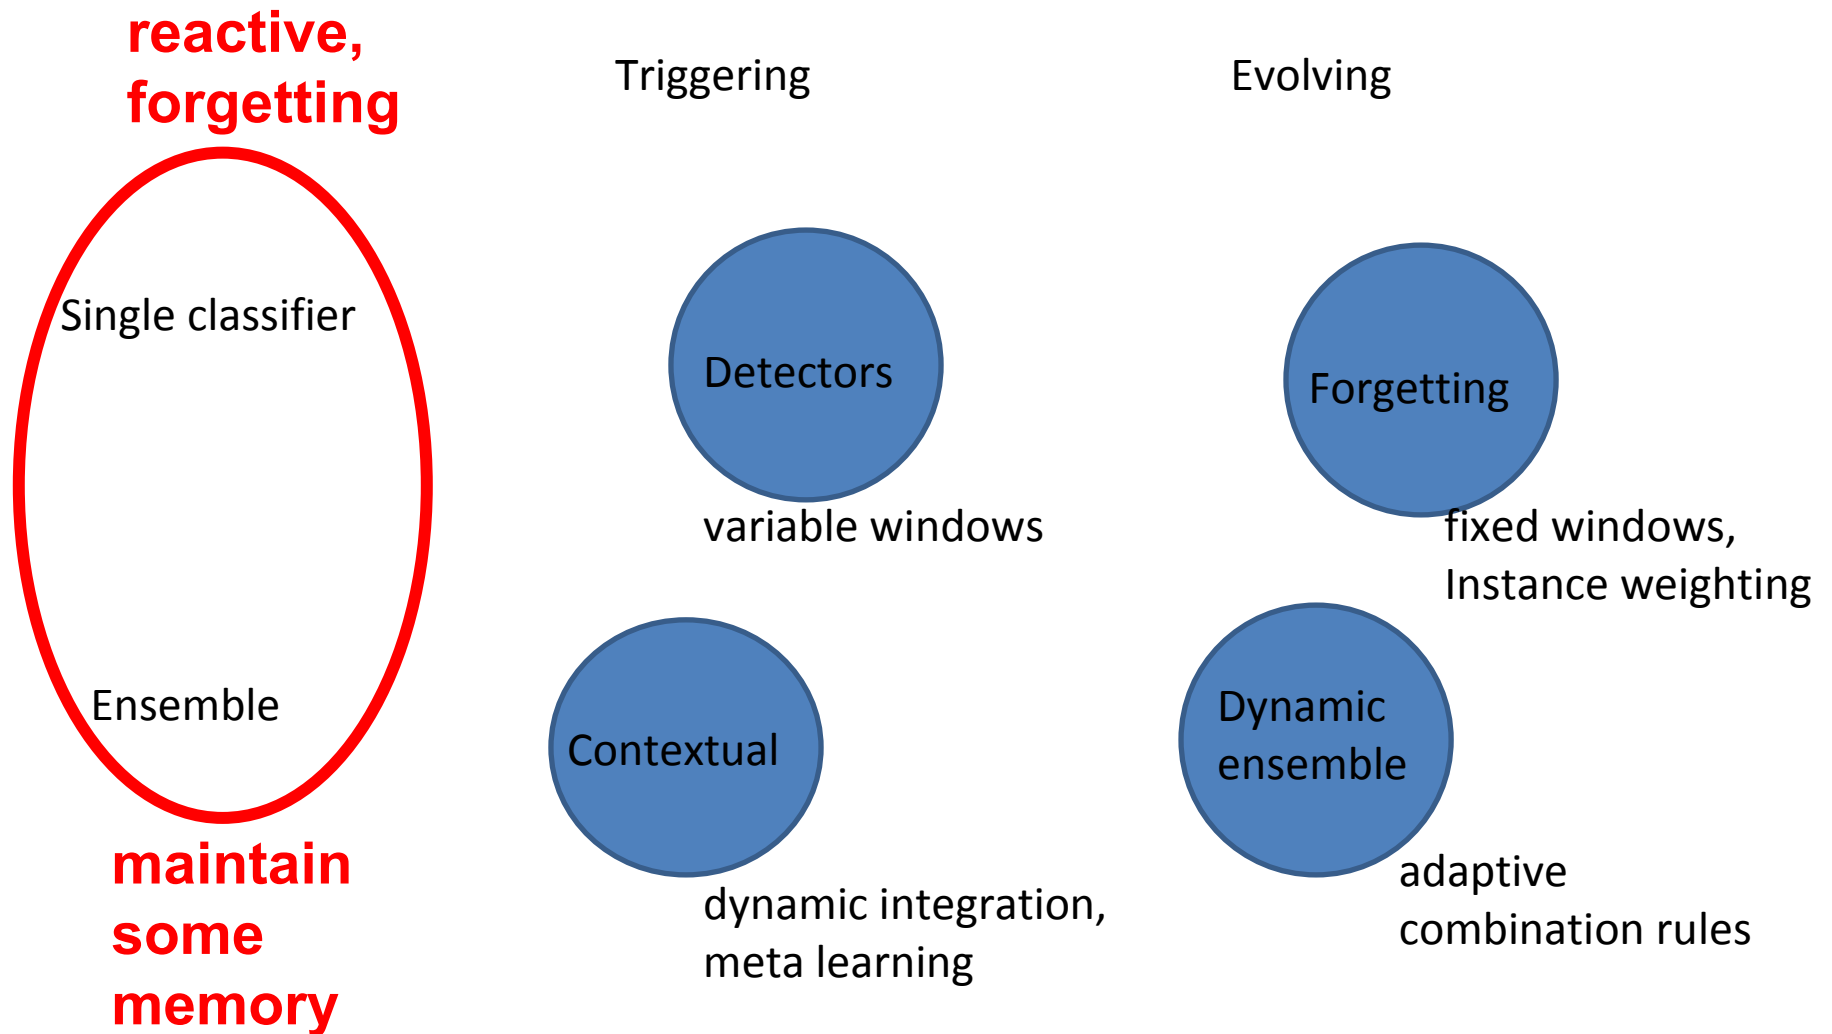 reactive,
forgetting
Triggering
Evolving
Single classifier
Detectors
Forgetting
variable windows
fixed windows,
Instance weighting
Ensemble
Contextual
Dynamic
ensemble
maintain
some
memory
dynamic integration,
meta learning
adaptive
combination rules